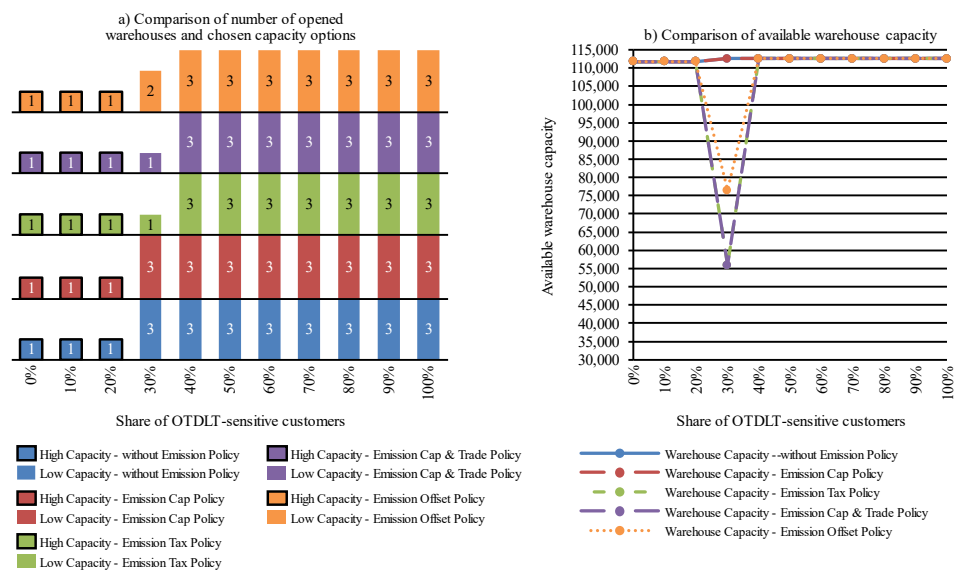 a) Comparison of number of opened
warehouses and chosen capacity options
1 1 1 2 3 3 3 3 3 3 3
1 1 1 1 3 3 3 3 3 3 3
1 1 1 1 3 3 3 3 3 3 3
1 1 1 3 3 3 3 3 3 3 3
1 1 1 3 3 3 3 3 3 3 3
0% 10% 20% 30% 40% 50% 60% 70% 80% 90% 100%
Share of OTDLT-sensitive customers
High Capacity - without Emission Policy
Low Capacity - without Emission Policy
High Capacity - Emission Cap Policy
Low Capacity - Emission Cap Policy
High Capacity - Emission Tax Policy
Low Capacity - Emission Tax Policy
High Capacity - Emission Cap & Trade Policy
Low Capacity - Emission Cap & Trade Policy
High Capacity - Emission Offset Policy
Low Capacity - Emission Offset Policy
b) Comparison of available warehouse capacity
Available warehouse capacity
115,000
110,000
105,000
100,000
95,000
90,000
85,000
80,000
75,000
70,000
65,000
60,000
55,000
50,000
45,000
40,000
35,000
30,000
0% 10% 20% 30% 40% 50% 60% 70% 80% 90% 100%
Share of OTDLT-sensitive customers
Warehouse Capacity --without Emission Policy
Warehouse Capacity - Emission Cap Policy
Warehouse Capacity - Emission Tax Policy
Warehouse Capacity - Emission Cap & Trade Policy
Warehouse Capacity - Emission Offset Policy